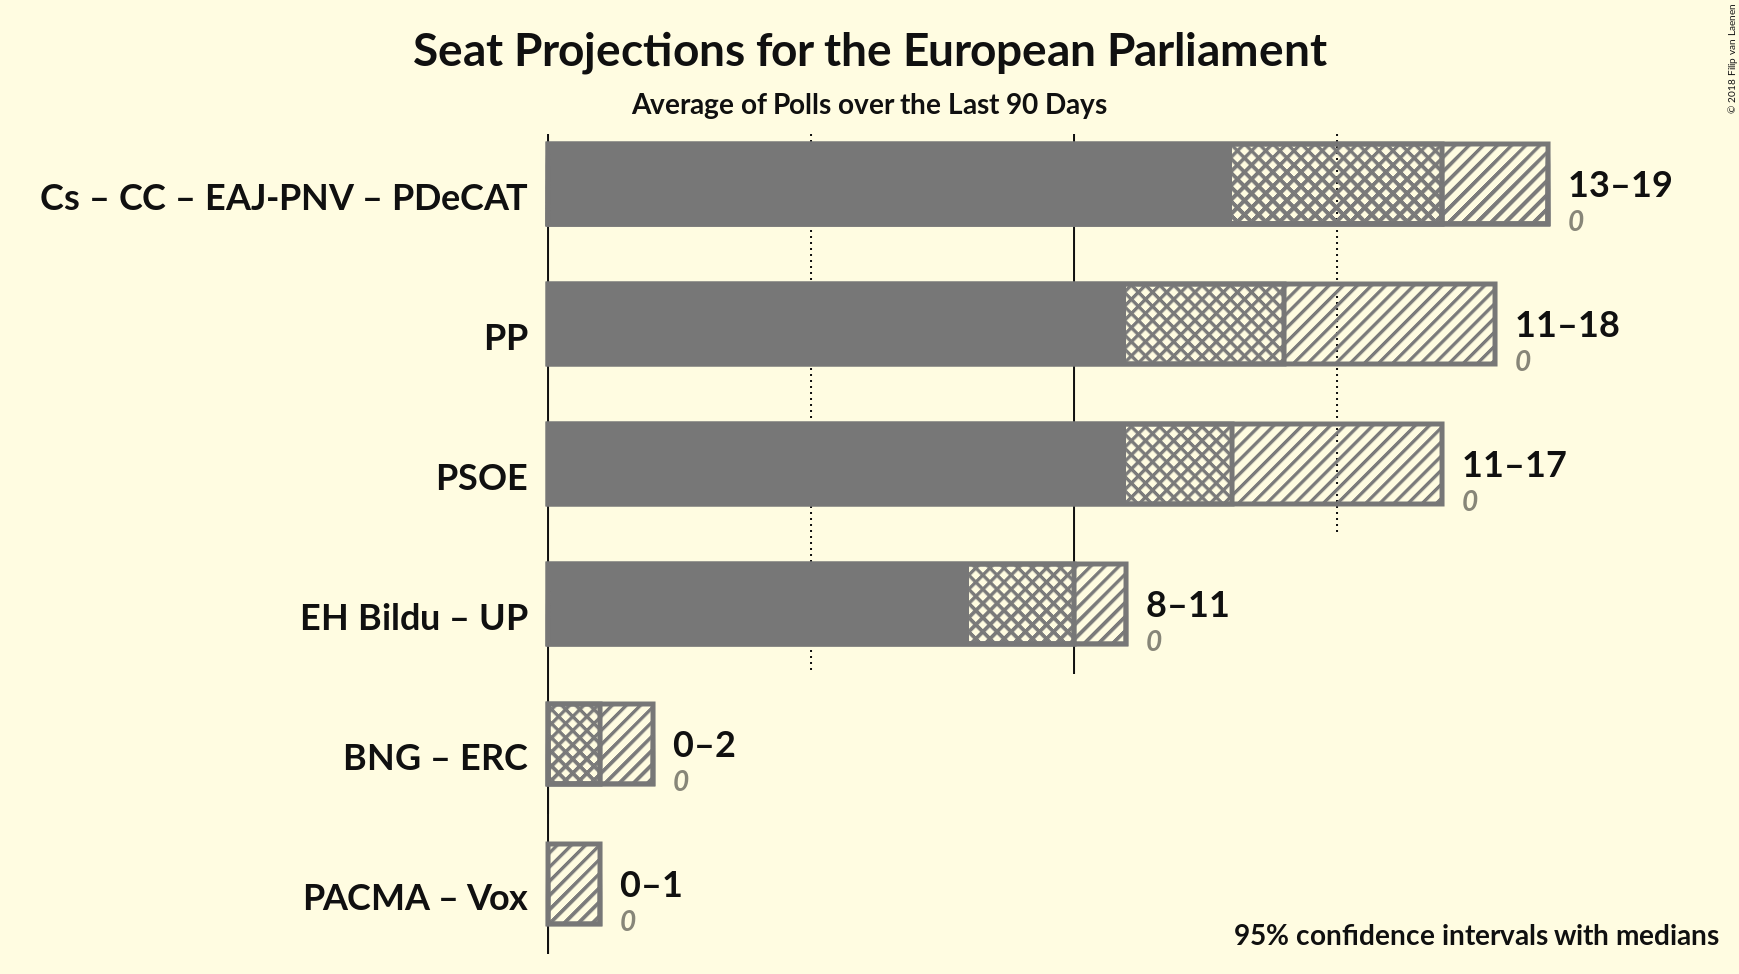 Seat Projections for the European Parliament
Average of Polls over the Last 90 Days
© 2018 Filip van Laenen
Cs – CC – EAJ-PNV – PDeCAT
13–19
0
PP
11–18
0
PSOE
11–17
0
EH Bildu – UP
8–11
0
BNG – ERC
0–2
0
PACMA – Vox
0–1
0
95% confidence intervals with medians